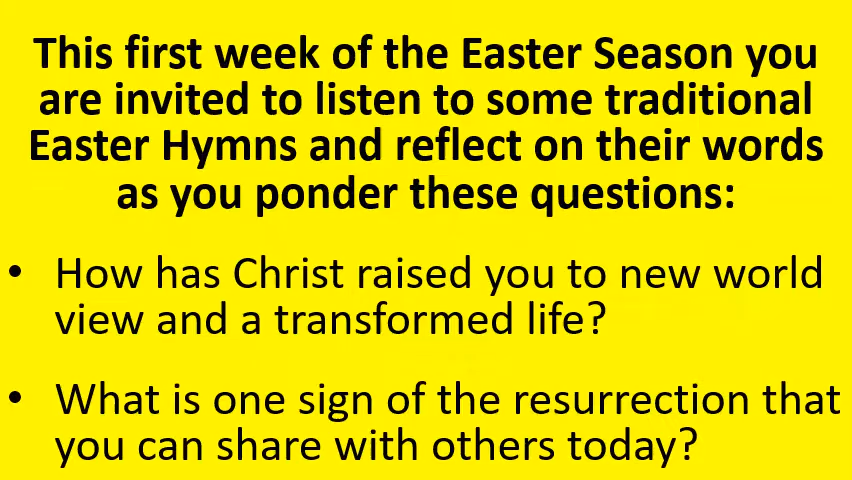 This first week of the Easter Season you
are invited to listen to some traditional
Easter Hymns and reflect on their words
as you ponder these questions:
• How has Christ raised you to new world
view and a transformed life?
• What is one sign of the resurrection that
you can share with others today?